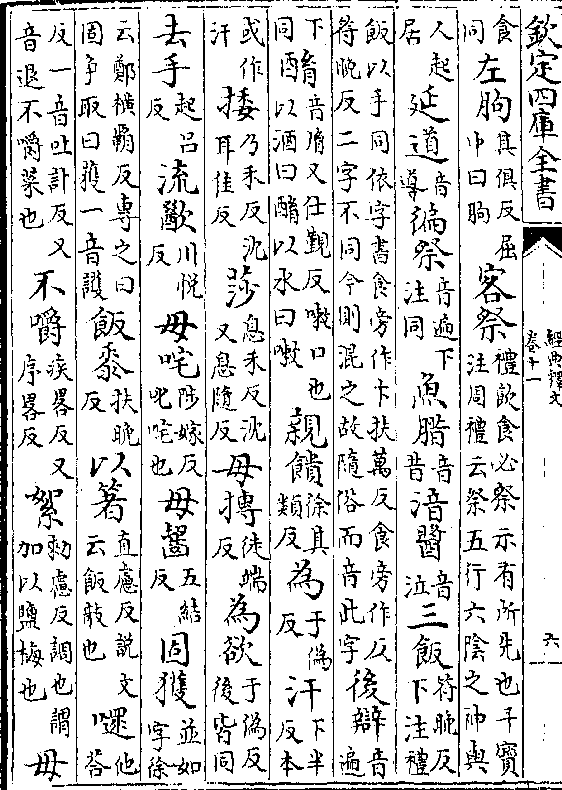 欽定四庫全書 經典釋文 卷十一 六
食同左朐其俱反屈中曰朐客祭禮飲食必祭示有所先也干寶注周禮云祭五行六陰之神與
人起居延道音導徧祭音遍下注同魚腊音昔湆醬音泣三飯符晚反下注禮
飯以手同依字書食旁作卞扶萬反食旁作反符晚反二字不同今則混之故隨俗而音此字後辯音遍
下同酳音胤又仕覲反嗽口也以酒曰酳以水曰嗽親饋徐其類反為于偽反汗下半反本
或作汗捼乃禾反沈耳佳反莎息禾反沈又息隨反毋摶徒端反為欲于偽反後皆同
去手起呂反流歠川悅反毋咤陟嫁反叱咤也毋齧五結反固獲並如字徐
云鄭橫霸反專之曰固争取曰獲一音護飯黍扶晚反以箸直慮反説文云飯敧也嚃他荅
反一音吐計反又音退不嚼菜也不嚼疾畧反又序畧反絮勑慮反調也謂加以鹽梅也毋